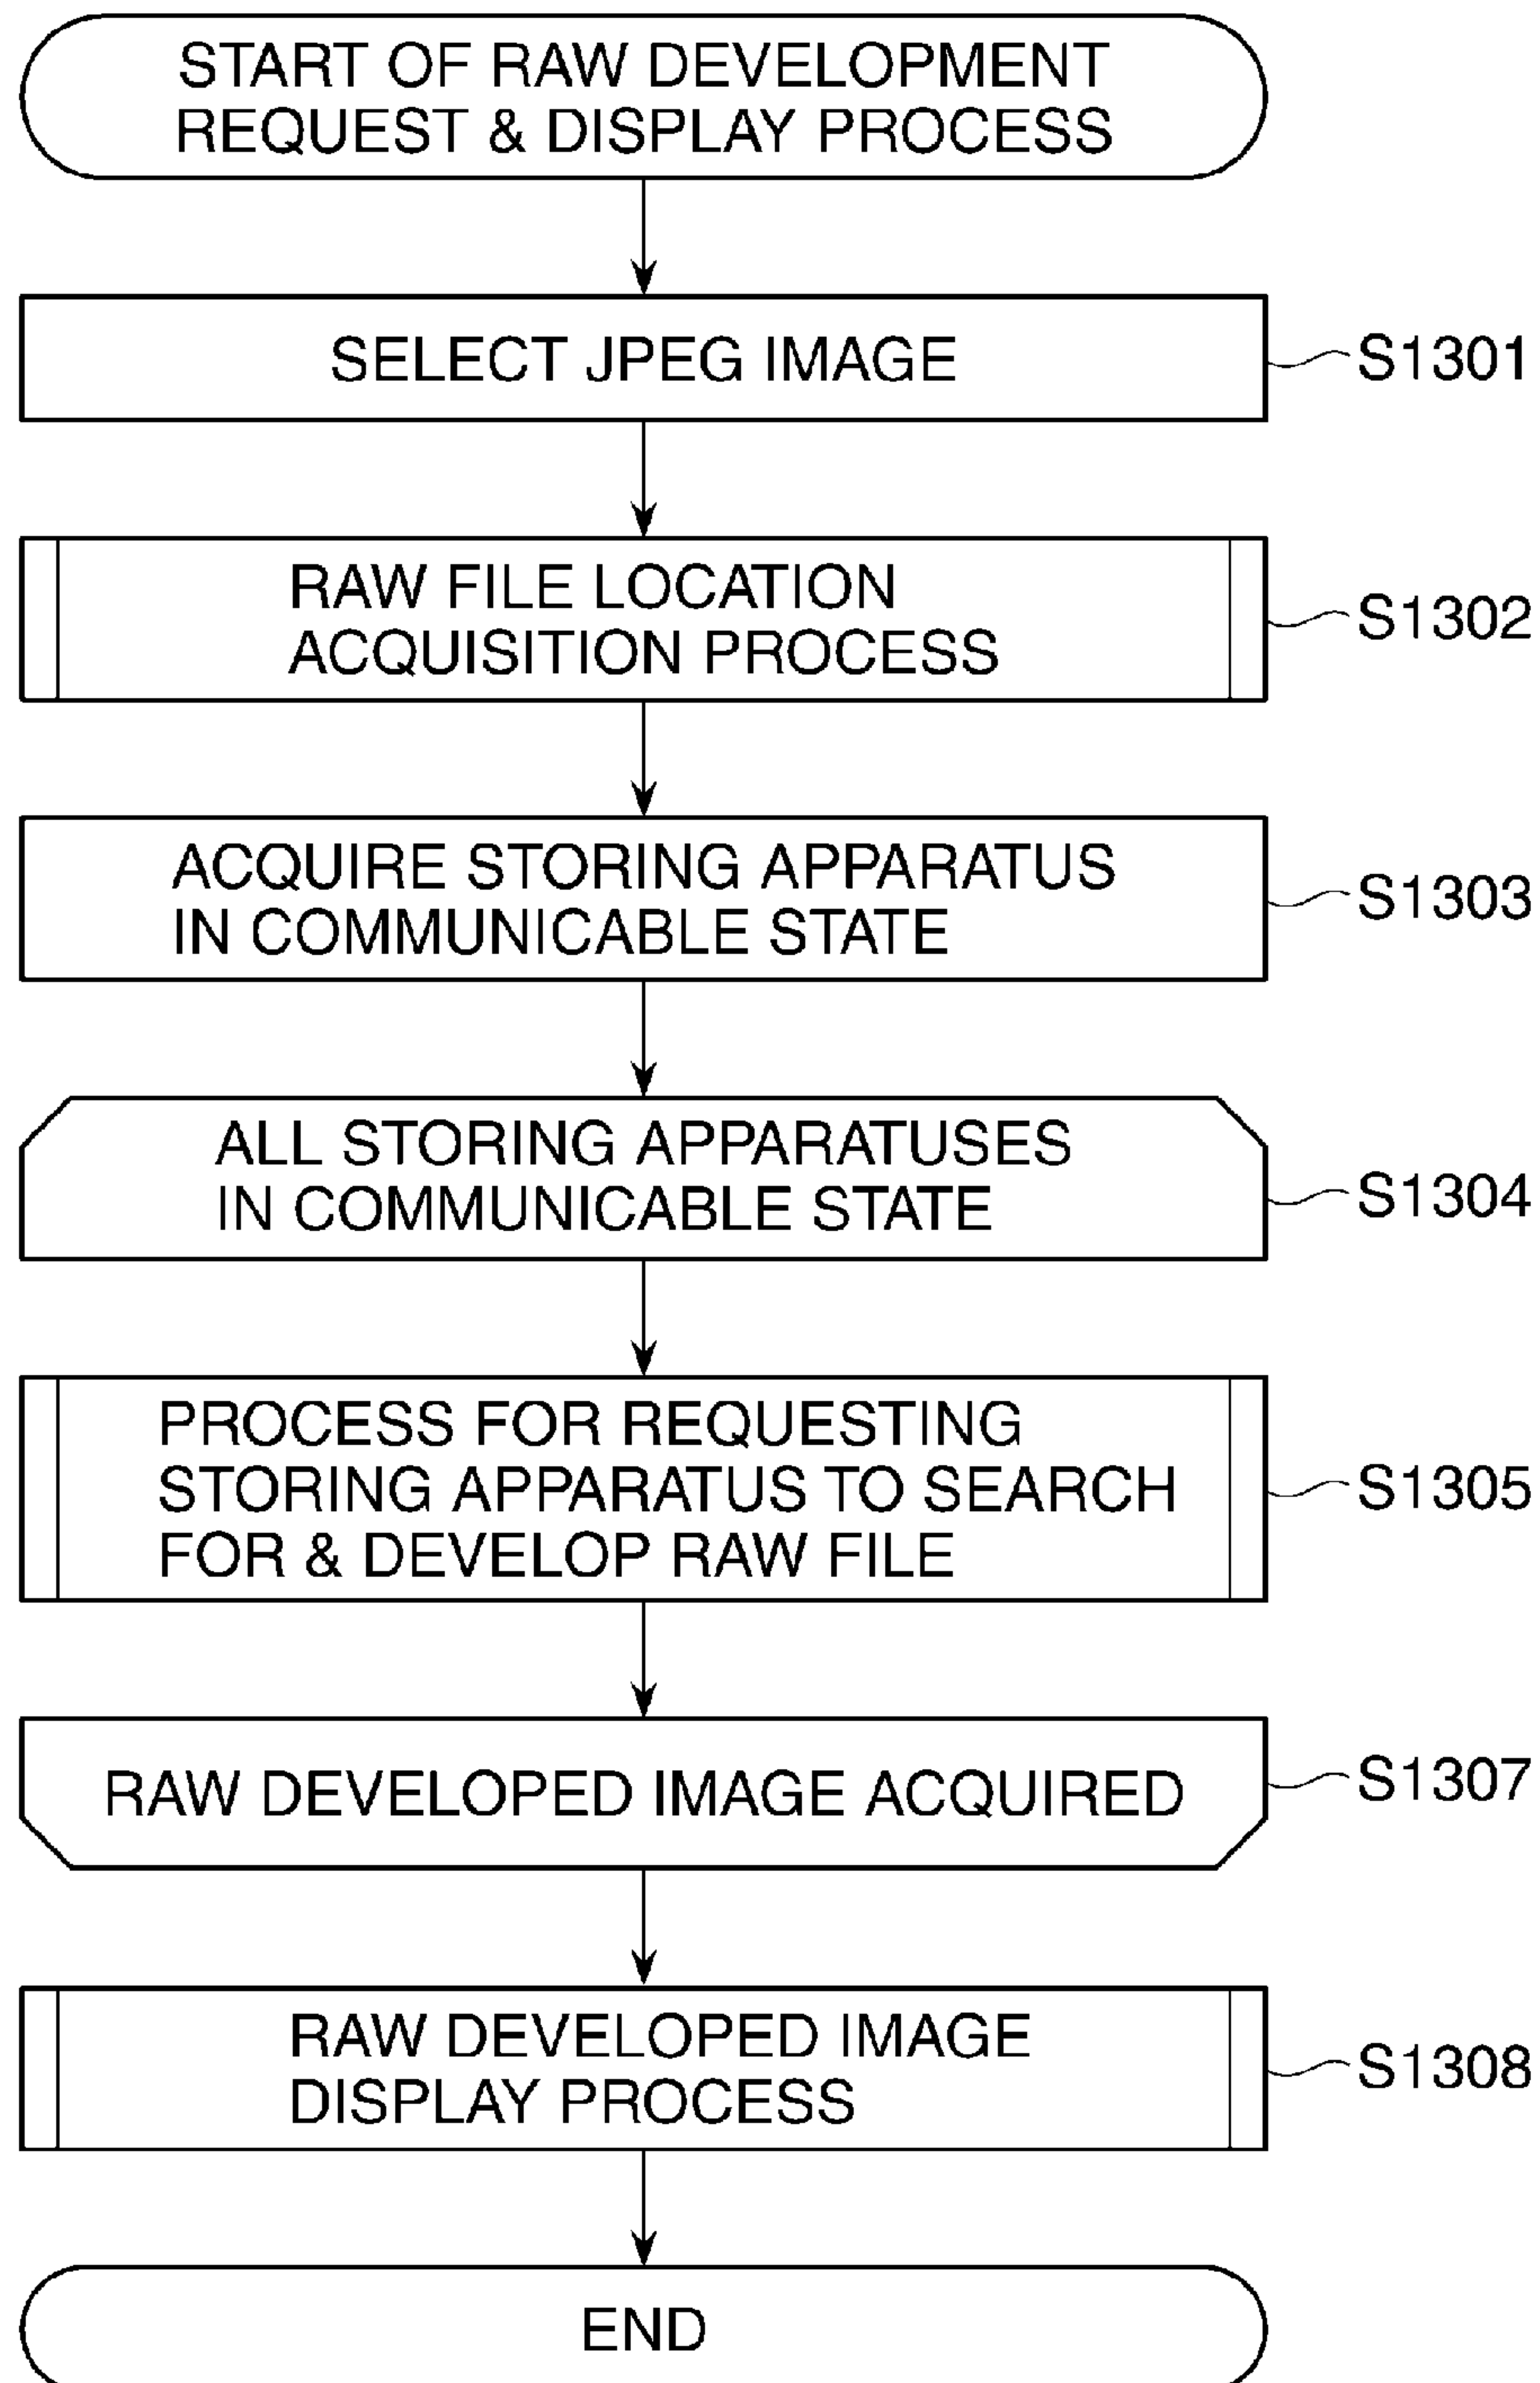 START OF RAW DEVELOPMENT
REQUEST & DISPLAY PROCESS
SELECT JPEG IMAGE
S1301
RAW FILE LOCATION
ACQUISITION PROCESS
S1302
ACQUIRE STORING APPARATUS
IN COMMUNICABLE STATE
S1303
ALL STORING APPARATUSES
IN COMMUNICABLE STATE
S1304
PROCESS FOR REQUESTING
STORING APPARATUS TO SEARCH
FOR & DEVELOP RAW FILE
S1305
RAW DEVELOPED IMAGE ACQUIRED
S1307
RAW DEVELOPED IMAGE
DISPLAY PROCESS
S1308
END